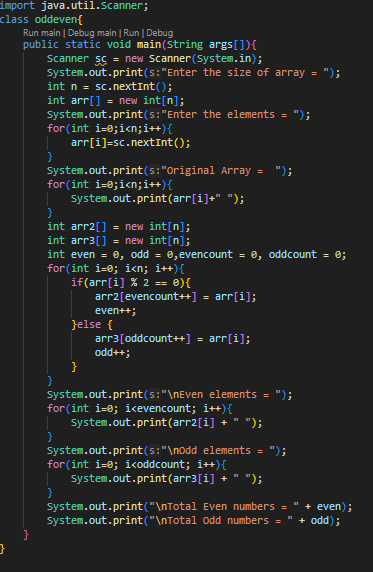 import java.util.Scanner;
class oddeven{
Run main | Debug main | Run | Debug
public static void main(String args[]){
Scanner sc = new Scanner(System.in);
System.out.print(s:"Enter the size of array = ");
int n = sc.nextInt();
int arr[] = new int[n];
System.out.print(s:"Enter the elements = ");
for(int i=0;i<n;i++){
arr[i]=sc.nextInt();
}
System.out.print(s:"Original Array =  ");
for(int i=0;i<n;i++){
System.out.print(arr[i]+" ");
}
int arr2[] = new int[n];
int arr3[] = new int[n];
int even = 0, odd = 0,evencount = 0, oddcount = 0;
for(int i=0; i<n; i++){
if(arr[i] % 2 == 0){
arr2[evencount++] = arr[i];
even++;
}else {
arr3[oddcount++] = arr[i];
odd++;
}
}
System.out.print(s:"\nEven elements = ");
for(int i=0; i<evencount; i++){
System.out.print(arr2[i] + " ");
}
System.out.print(s:"\nOdd elements = ");
for(int i=0; i<oddcount; i++){
System.out.print(arr3[i] + " ");
}
System.out.print("\nTotal Even numbers = " + even);
System.out.print("\nTotal Odd numbers = " + odd);
}
}